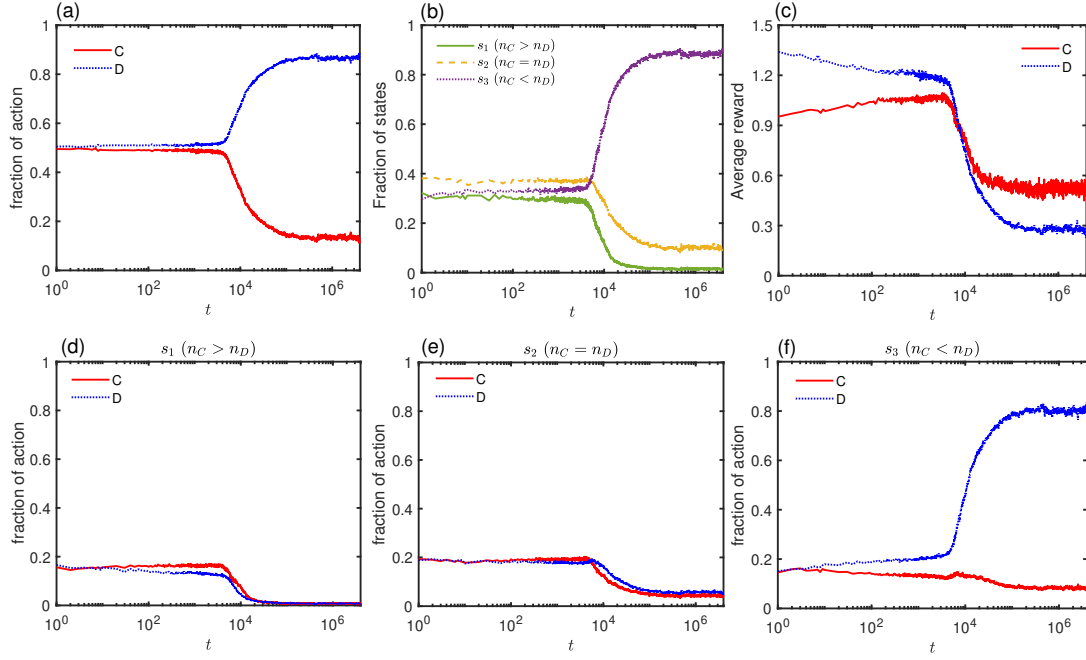 (a)
C
D
fraction of action
1
0.8
0.6
0.4
0.2
0
10^0
10^2
10^4
10^6
t
(b)
s_1 (n_C > n_D)
s_2 (n_C = n_D)
s_3 (n_C < n_D)
Fraction of states
1
0.8
0.6
0.4
0.2
0
10^0
10^2
10^4
10^6
t
(c)
C
D
Average reward
1.5
1.2
0.9
0.6
0.3
0
10^0
10^2
10^4
10^6
t
(d)
s_1 (n_C > n_D)
C
D
fraction of action
1
0.8
0.6
0.4
0.2
0
10^0
10^2
10^4
10^6
t
(e)
s_2 (n_C = n_D)
C
D
fraction of action
1
0.8
0.6
0.4
0.2
0
10^0
10^2
10^4
10^6
t
(f)
s_3 (n_C < n_D)
C
D
fraction of action
1
0.8
0.6
0.4
0.2
0
10^0
10^2
10^4
10^6
t